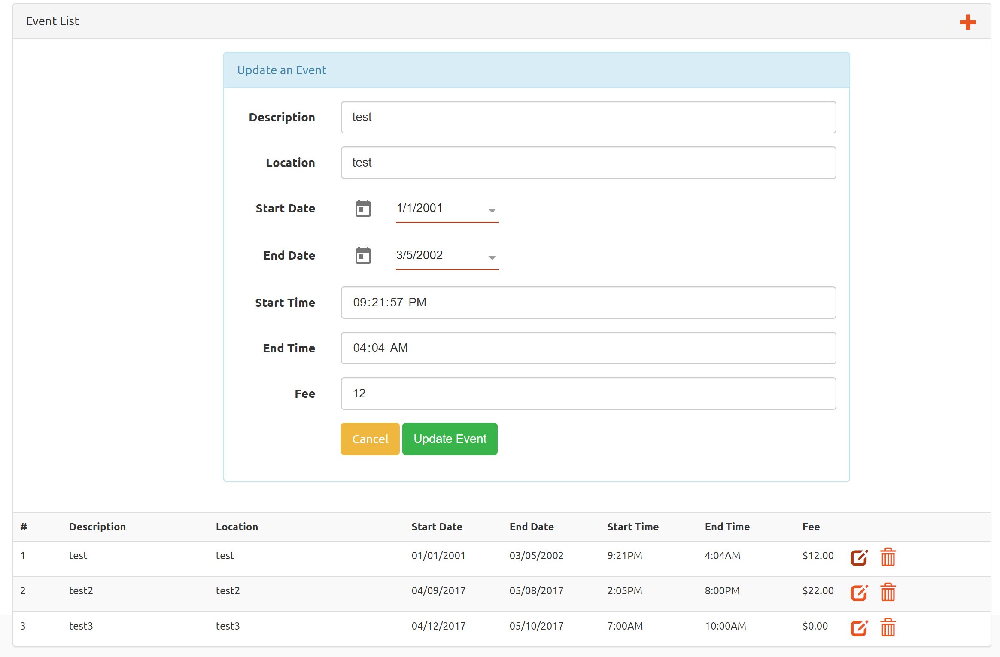 Event List
Update an Event
Description test
Location test
Start Date 1/1/2001
End Date 3/5/2002
Start Time 09:21:57 PM
End Time 04:04 AM
Fee 12
Cancel Update Event
# Description Location Start Date End Date Start Time End Time Fee
1 test test 01/01/2001 03/05/2002 9:21PM 4:04AM $12.00
2 test2 test2 04/09/2017 05/08/2017 2:05PM 8:00PM $22.00
3 test3 test3 04/12/2017 05/10/2017 7:00AM 10:00AM $0.00